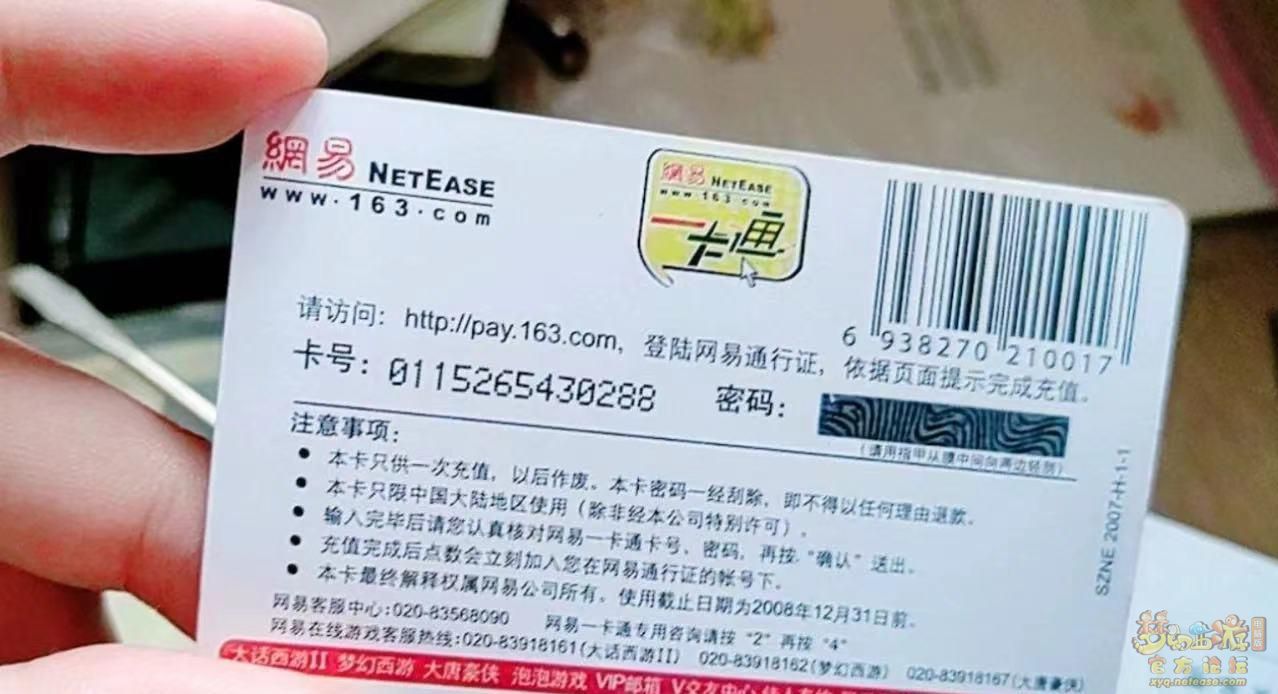 網易 NETEASE
www.163.com
網易 NETEASE
www.163.com
一卡通
6 938270 210017
请访问：http://pay.163.com，登陆网易通行证，依据页面提示完成充值。
卡号：0115265430288 密码：
（请用指甲从膜中间向两边轻刮）
注意事项：
● 本卡只供一次充值，以后作废。本卡密码一经刮除，即不得以任何理由退款。
● 本卡只限中国大陆地区使用（除非经本公司特别许可）。
● 输入完毕后请您认真核对网易一卡通卡号、密码，再按“确认”送出。
● 充值完成后点数会立刻加入您在网易通行证的帐号下。
● 本卡最终解释权属网易公司所有。使用截止日期为2008年12月31日前。
网易客服中心:020-83568090 网易一卡通专用咨询请按“2”再按“4”
网易在线游戏客服热线:020-83918161(大话西游II) 020-83918162(梦幻西游) 020-83918167(大唐豪侠)
大话西游II 梦幻西游 大唐豪侠 泡泡游戏 VIP邮箱 V交友中心
SZNE 2007-H-1-1
梦幻西游
电脑版
官方论坛
xyq.netease.com